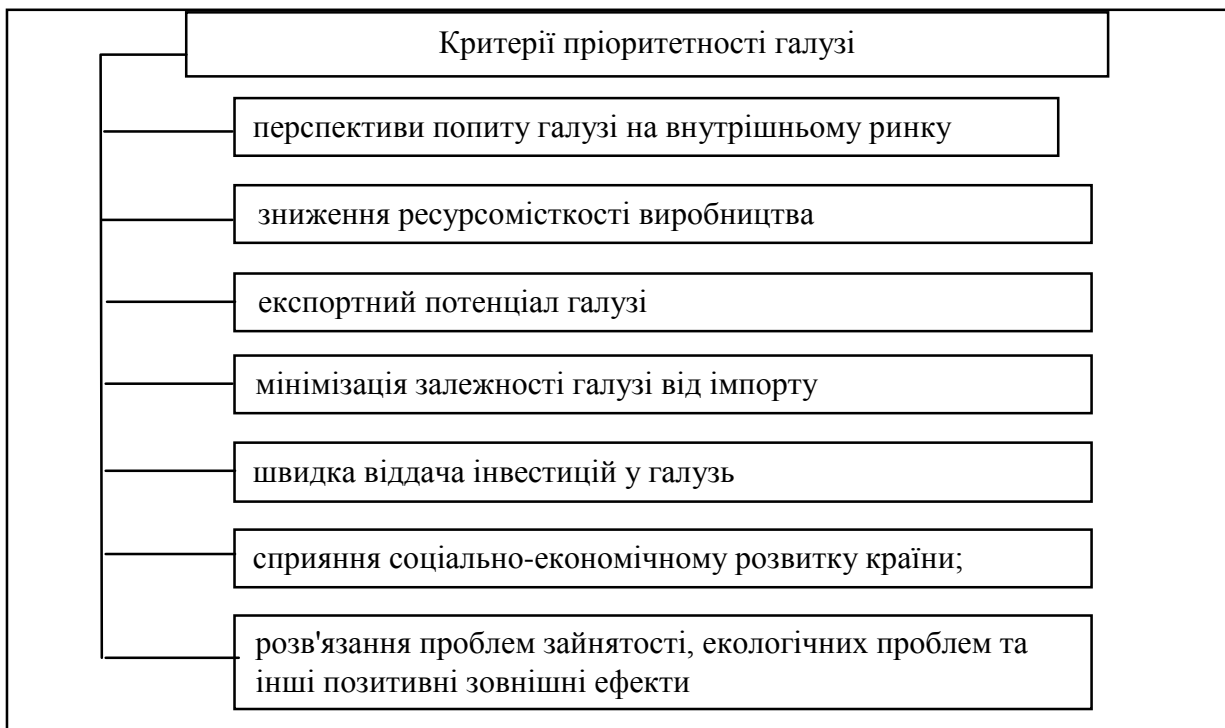 Критерії пріоритетності галузі
перспективи попиту галузі на внутрішньому ринку
зниження ресурсомісткості виробництва
експортний потенціал галузі
мінімізація залежності галузі від імпорту
швидка віддача інвестицій у галузь
сприяння соціально-економічному розвитку країни;
розв'язання проблем зайнятості, екологічних проблем та
інші позитивні зовнішні ефекти